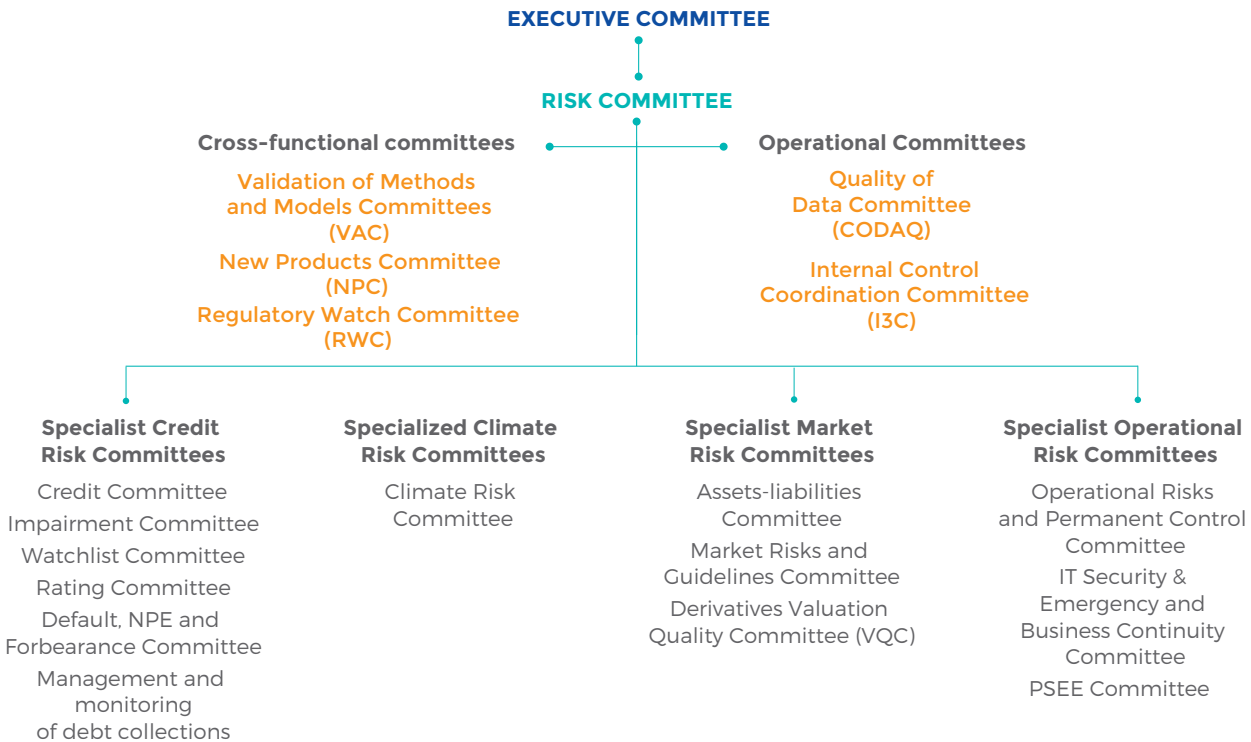 EXECUTIVE COMMITTEE
RISK COMMITTEE
Cross-functional committees
Validation of Methods
and Models Committees
(VAC)
New Products Committee
(NPC)
Regulatory Watch Committee
(RWC)
Operational Committees
Quality of
Data Committee
(CODAQ)
Internal Control
Coordination Committee
(I3C)
Specialist Credit
Risk Committees
Credit Committee
Impairment Committee
Watchlist Committee
Rating Committee
Default, NPE and
Forbearance Committee
Management and
monitoring
of debt collections
Specialized Climate
Risk Committees
Climate Risk
Committee
Specialist Market
Risk Committees
Assets-liabilities
Committee
Market Risks and
Guidelines Committee
Derivatives Valuation
Quality Committee (VQC)
Specialist Operational
Risk Committees
Operational Risks
and Permanent Control
Committee
IT Security &
Emergency and
Business Continuity
Committee
PSEE Committee